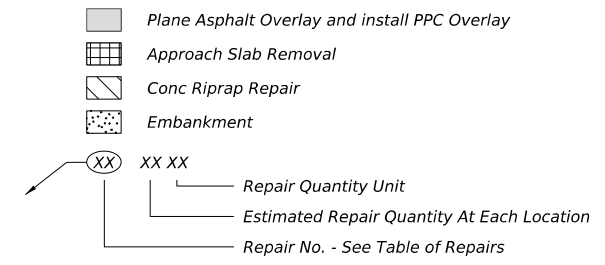 Plane Asphalt Overlay and install PPC Overlay
Approach Slab Removal
Conc Riprap Repair
Embankment
XX XX XX
Repair Quantity Unit
Estimated Repair Quantity At Each Location
Repair No. - See Table of Repairs